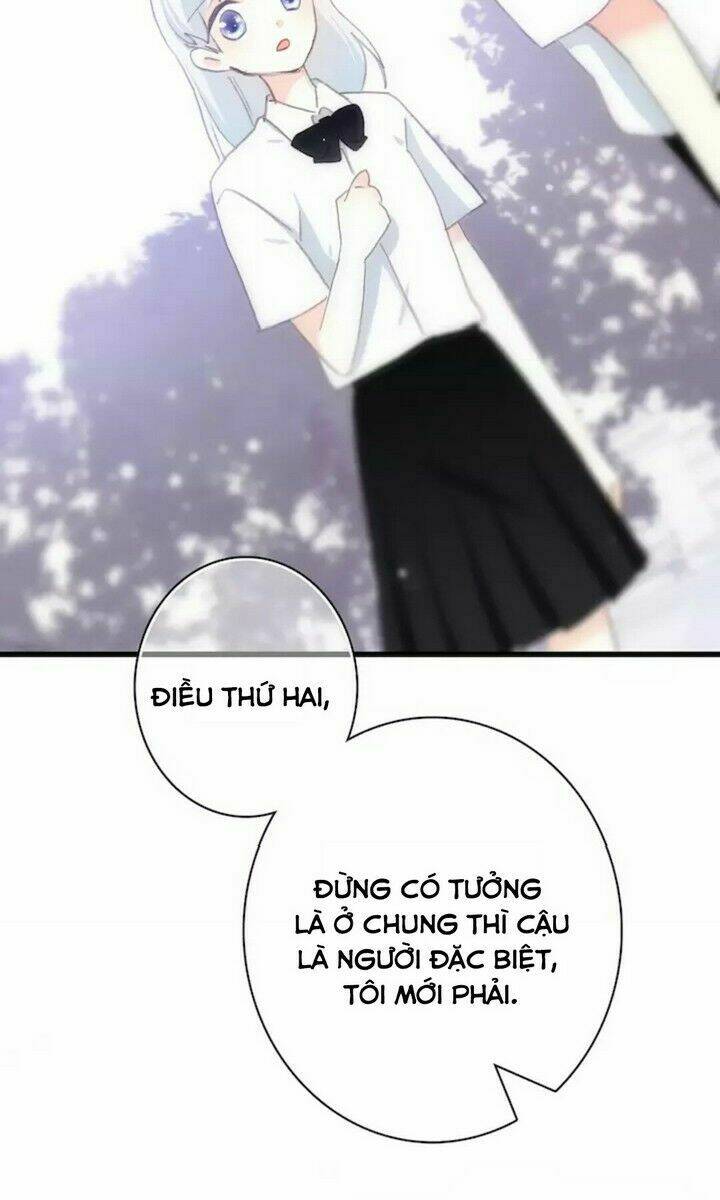 ĐIỀU THỨ HAI,
ĐỪNG CÓ TƯỞNG
LÀ Ở CHUNG THÌ CẬU
LÀ NGƯỜI ĐẶC BIỆT,
TÔI MỚI PHẢI.